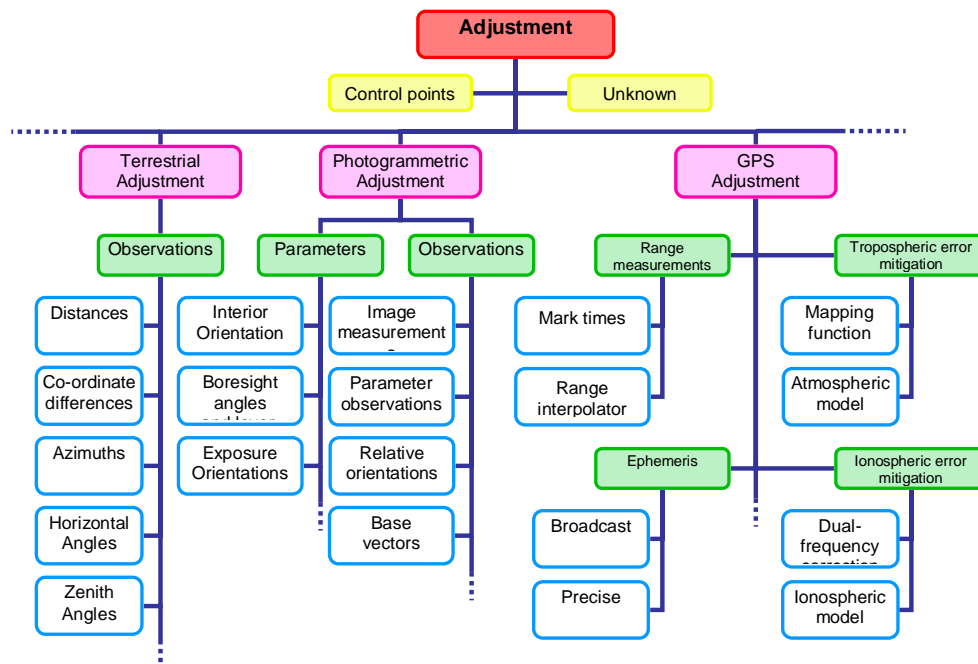 Adjustment
Control points
Unknown
Terrestrial
Adjustment
Photogrammetric
Adjustment
GPS
Adjustment
Observations
Parameters
Observations
Range
measurements
Tropospheric error
mitigation
Distances
Co-ordinate
differences
Azimuths
Horizontal
Angles
Zenith
Angles
Interior
Orientation
Boresight
angles
Exposure
Orientations
Image
measurement
Parameter
observations
Relative
orientations
Base
vectors
Mark times
Range
interpolator
Mapping
function
Atmospheric
model
Ephemeris
Ionospheric error
mitigation
Broadcast
Precise
Dual-
frequency
correction
Ionospheric
model